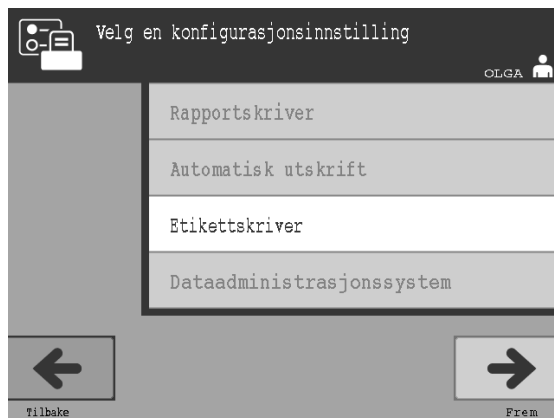 Velg en konfigurasjonsinnstilling
OLGA
Rapportskriver
Automatisk utskrift
Etikettskriver
Dataadministrasjonssystem
Tilbake
Frem